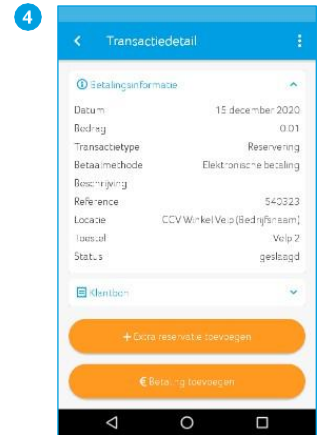 4
Transactiedetail
Betalingsinformatie
Datum 15 december 2020
Bedrag 0.01
Transactietype Reservering
Betaalmethode Elektronische betaling
Beschrijving
Reference 540323
Locatie CCV Winkel Velp (Bedrijfsnaam)
Toestel Velp 2
Status geslaagd
Klantbon
+ Extra reservatie toevoegen
€ Betaling toevoegen